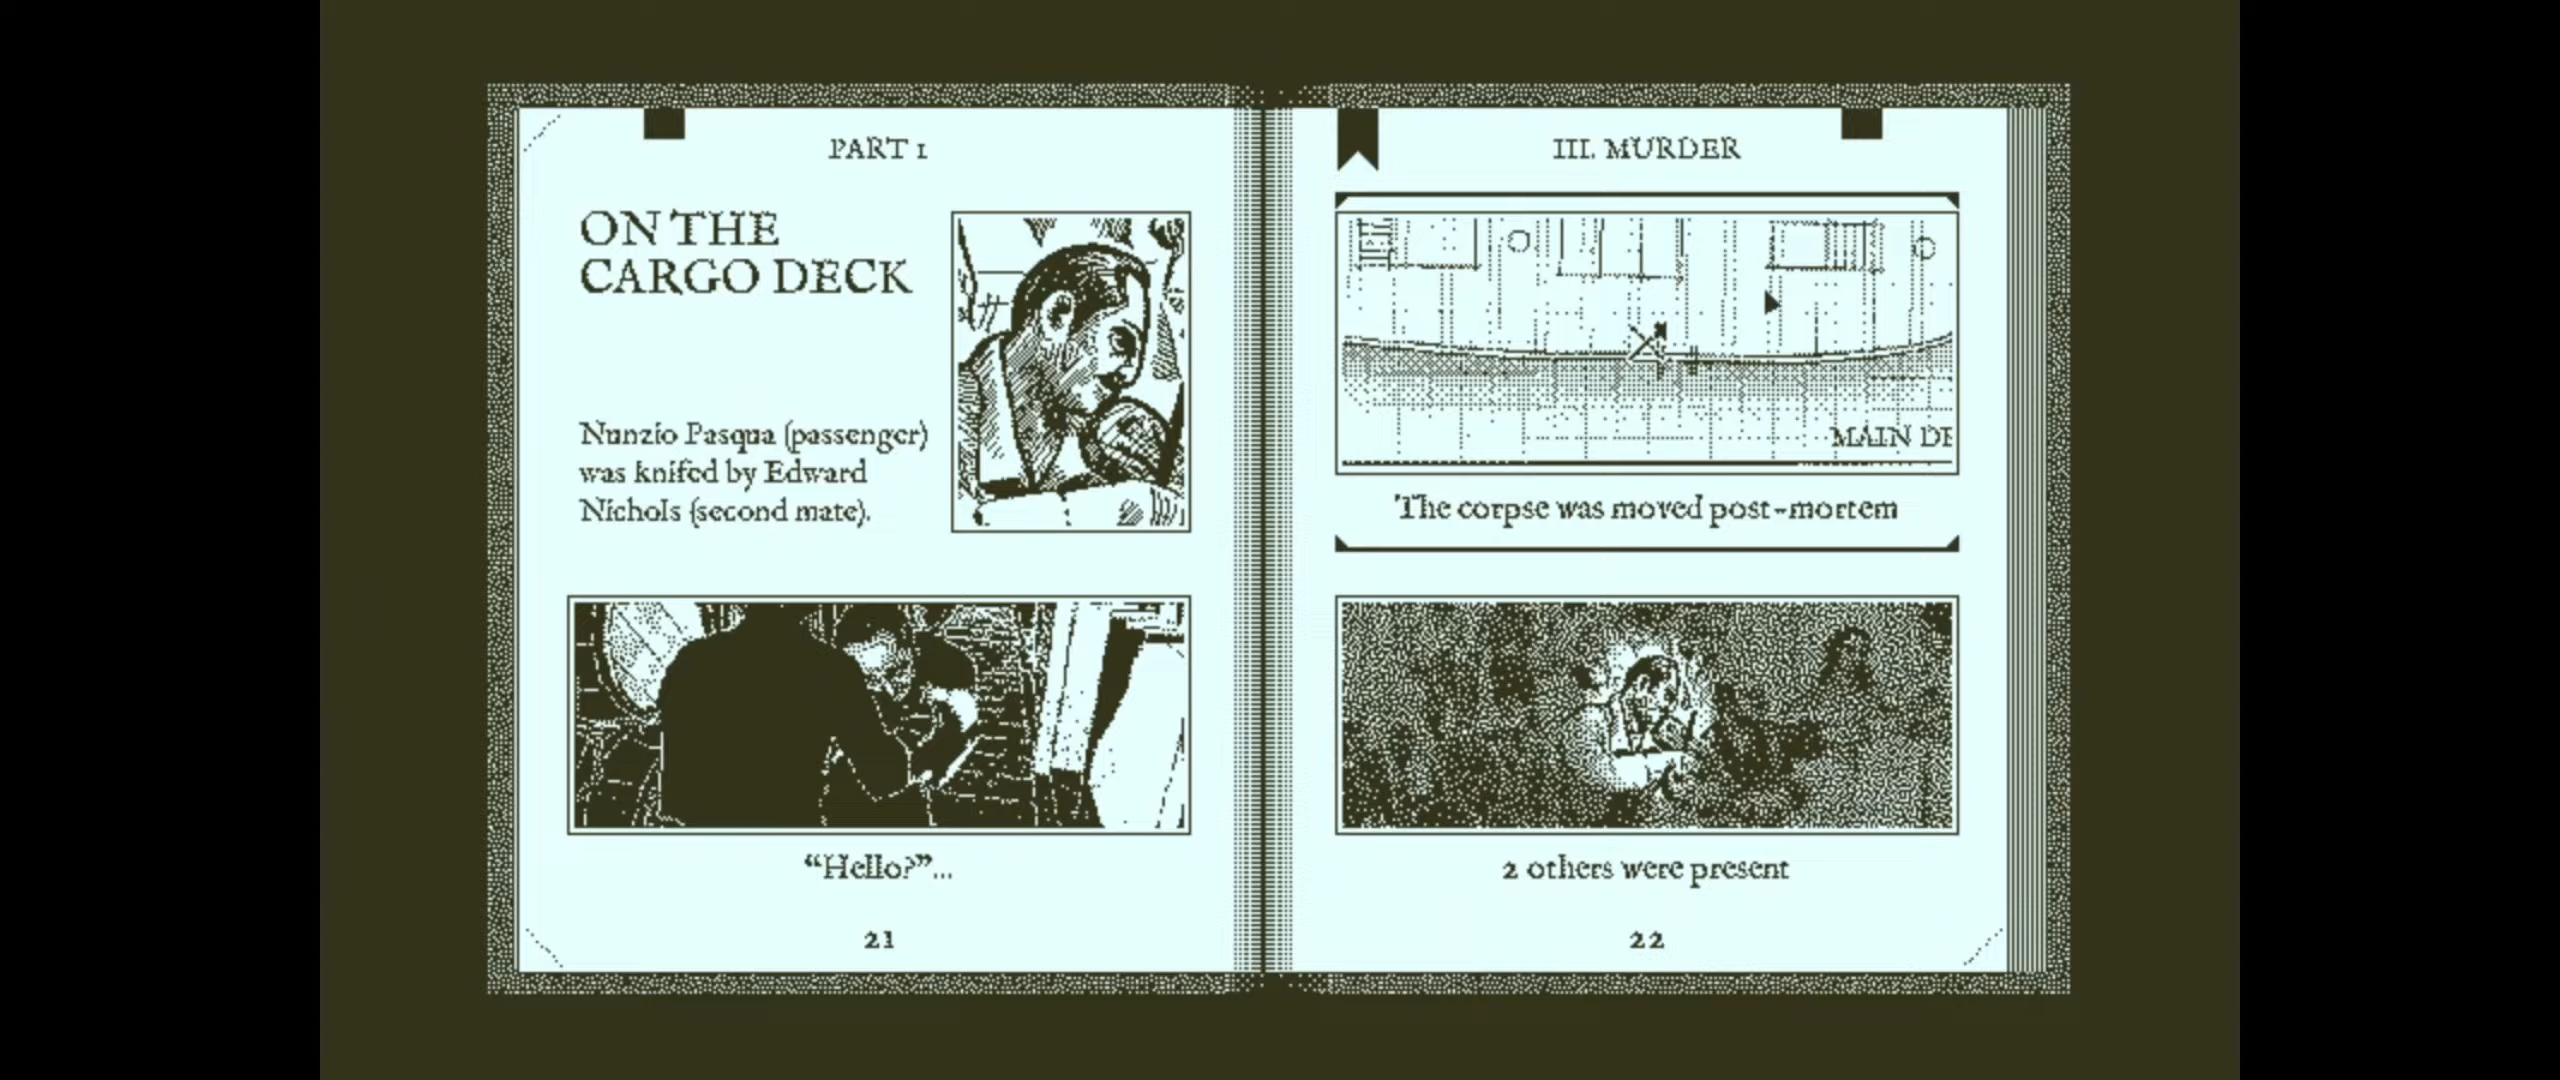 PART 1
ON THE
CARGO DECK
Nunzio Pasqua (passenger)
was knifed by Edward
Nichols (second mate).
“Hello?”...
21
III. MURDER
MAIN DE
The corpse was moved post-mortem
2 others were present
22